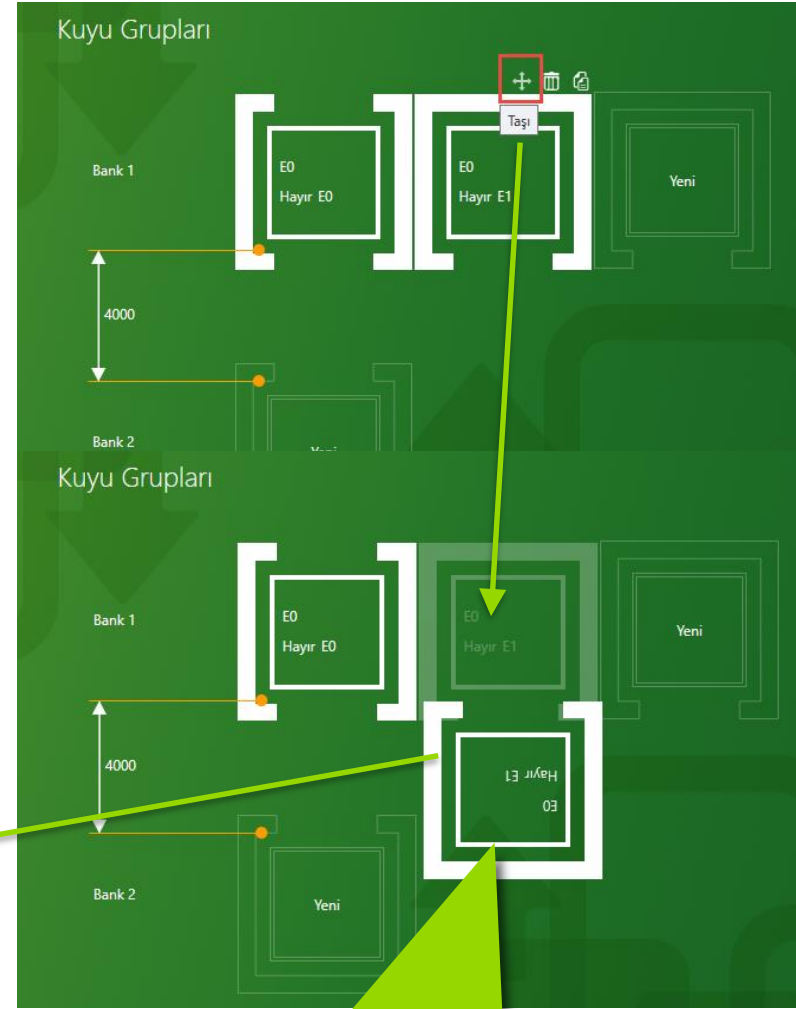 Kuyu Grupları
Taşı
Bank 1
E0
Hayır E0
E0
Hayır E1
Yeni
4000
Bank 2
Kuyu Grupları
Bank 1
E0
Hayır E0
E0
Hayır E1
Yeni
4000
Hayır E1
E0
Bank 2
Yeni